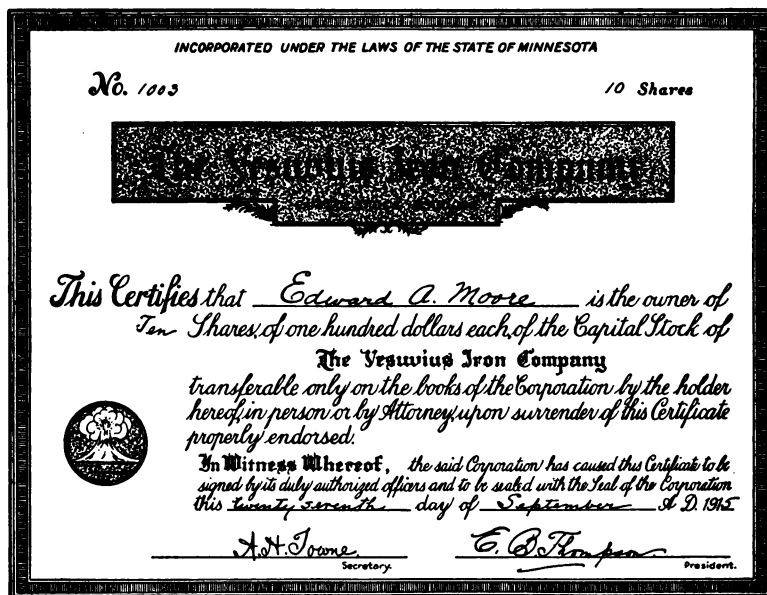 INCORPORATED UNDER THE LAWS OF THE STATE OF MINNESOTA
No. 1003 10 Shares
The Vesuvius Iron Company
This Certifies that Edward A. Moore is the owner of
Ten Shares, of one hundred dollars each, of the Capital Stock of
The Vesuvius Iron Company
transferable only on the books of the Corporation by the holder
hereof, in person or by Attorney, upon surrender of this Certificate
properly endorsed.
In Witness Whereof, the said Corporation has caused this Certificate to be
signed by its duly authorized officers and to be sealed with the Seal of the Corporation
this twenty seventh day of September A. D. 1915
A. H. Towne. E. B. Thompson
Secretary. President.